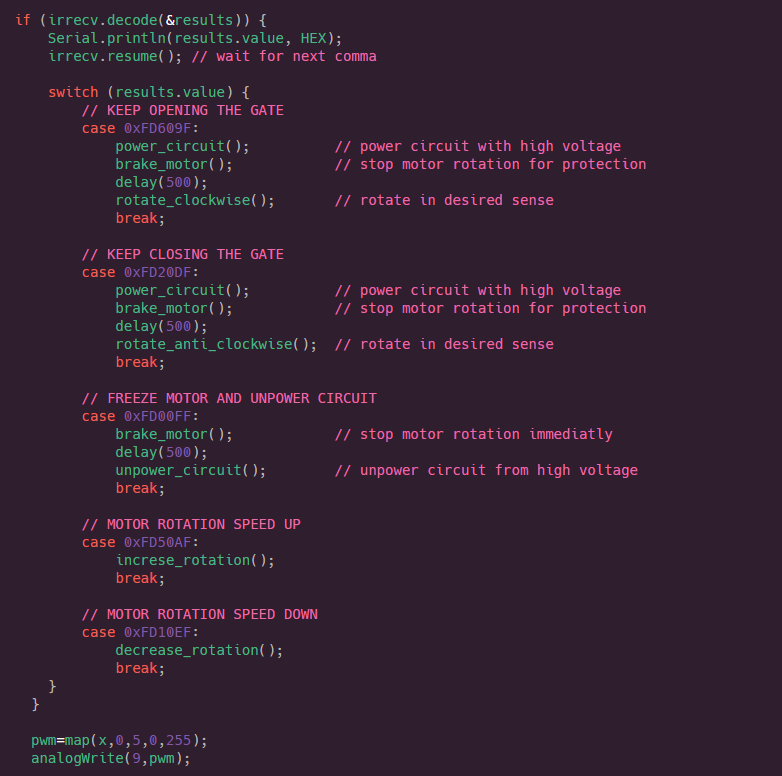 if (irrecv.decode(&results)) {
Serial.println(results.value, HEX);
irrecv.resume(); // wait for next comma
switch (results.value) {
// KEEP OPENING THE GATE
case 0xFD609F:
power_circuit(); // power circuit with high voltage
brake_motor(); // stop motor rotation for protection
delay(500);
rotate_clockwise(); // rotate in desired sense
break;
// KEEP CLOSING THE GATE
case 0xFD20DF:
power_circuit(); // power circuit with high voltage
brake_motor(); // stop motor rotation for protection
delay(500);
rotate_anti_clockwise(); // rotate in desired sense
break;
// FREEZE MOTOR AND UNPOWER CIRCUIT
case 0xFD00FF:
brake_motor(); // stop motor rotation immediatly
delay(500);
unpower_circuit(); // unpower circuit from high voltage
break;
// MOTOR ROTATION SPEED UP
case 0xFD50AF:
increse_rotation();
break;
// MOTOR ROTATION SPEED DOWN
case 0xFD10EF:
decrease_rotation();
break;
}
}
pwm=map(x,0,5,0,255);
analogWrite(9,pwm);